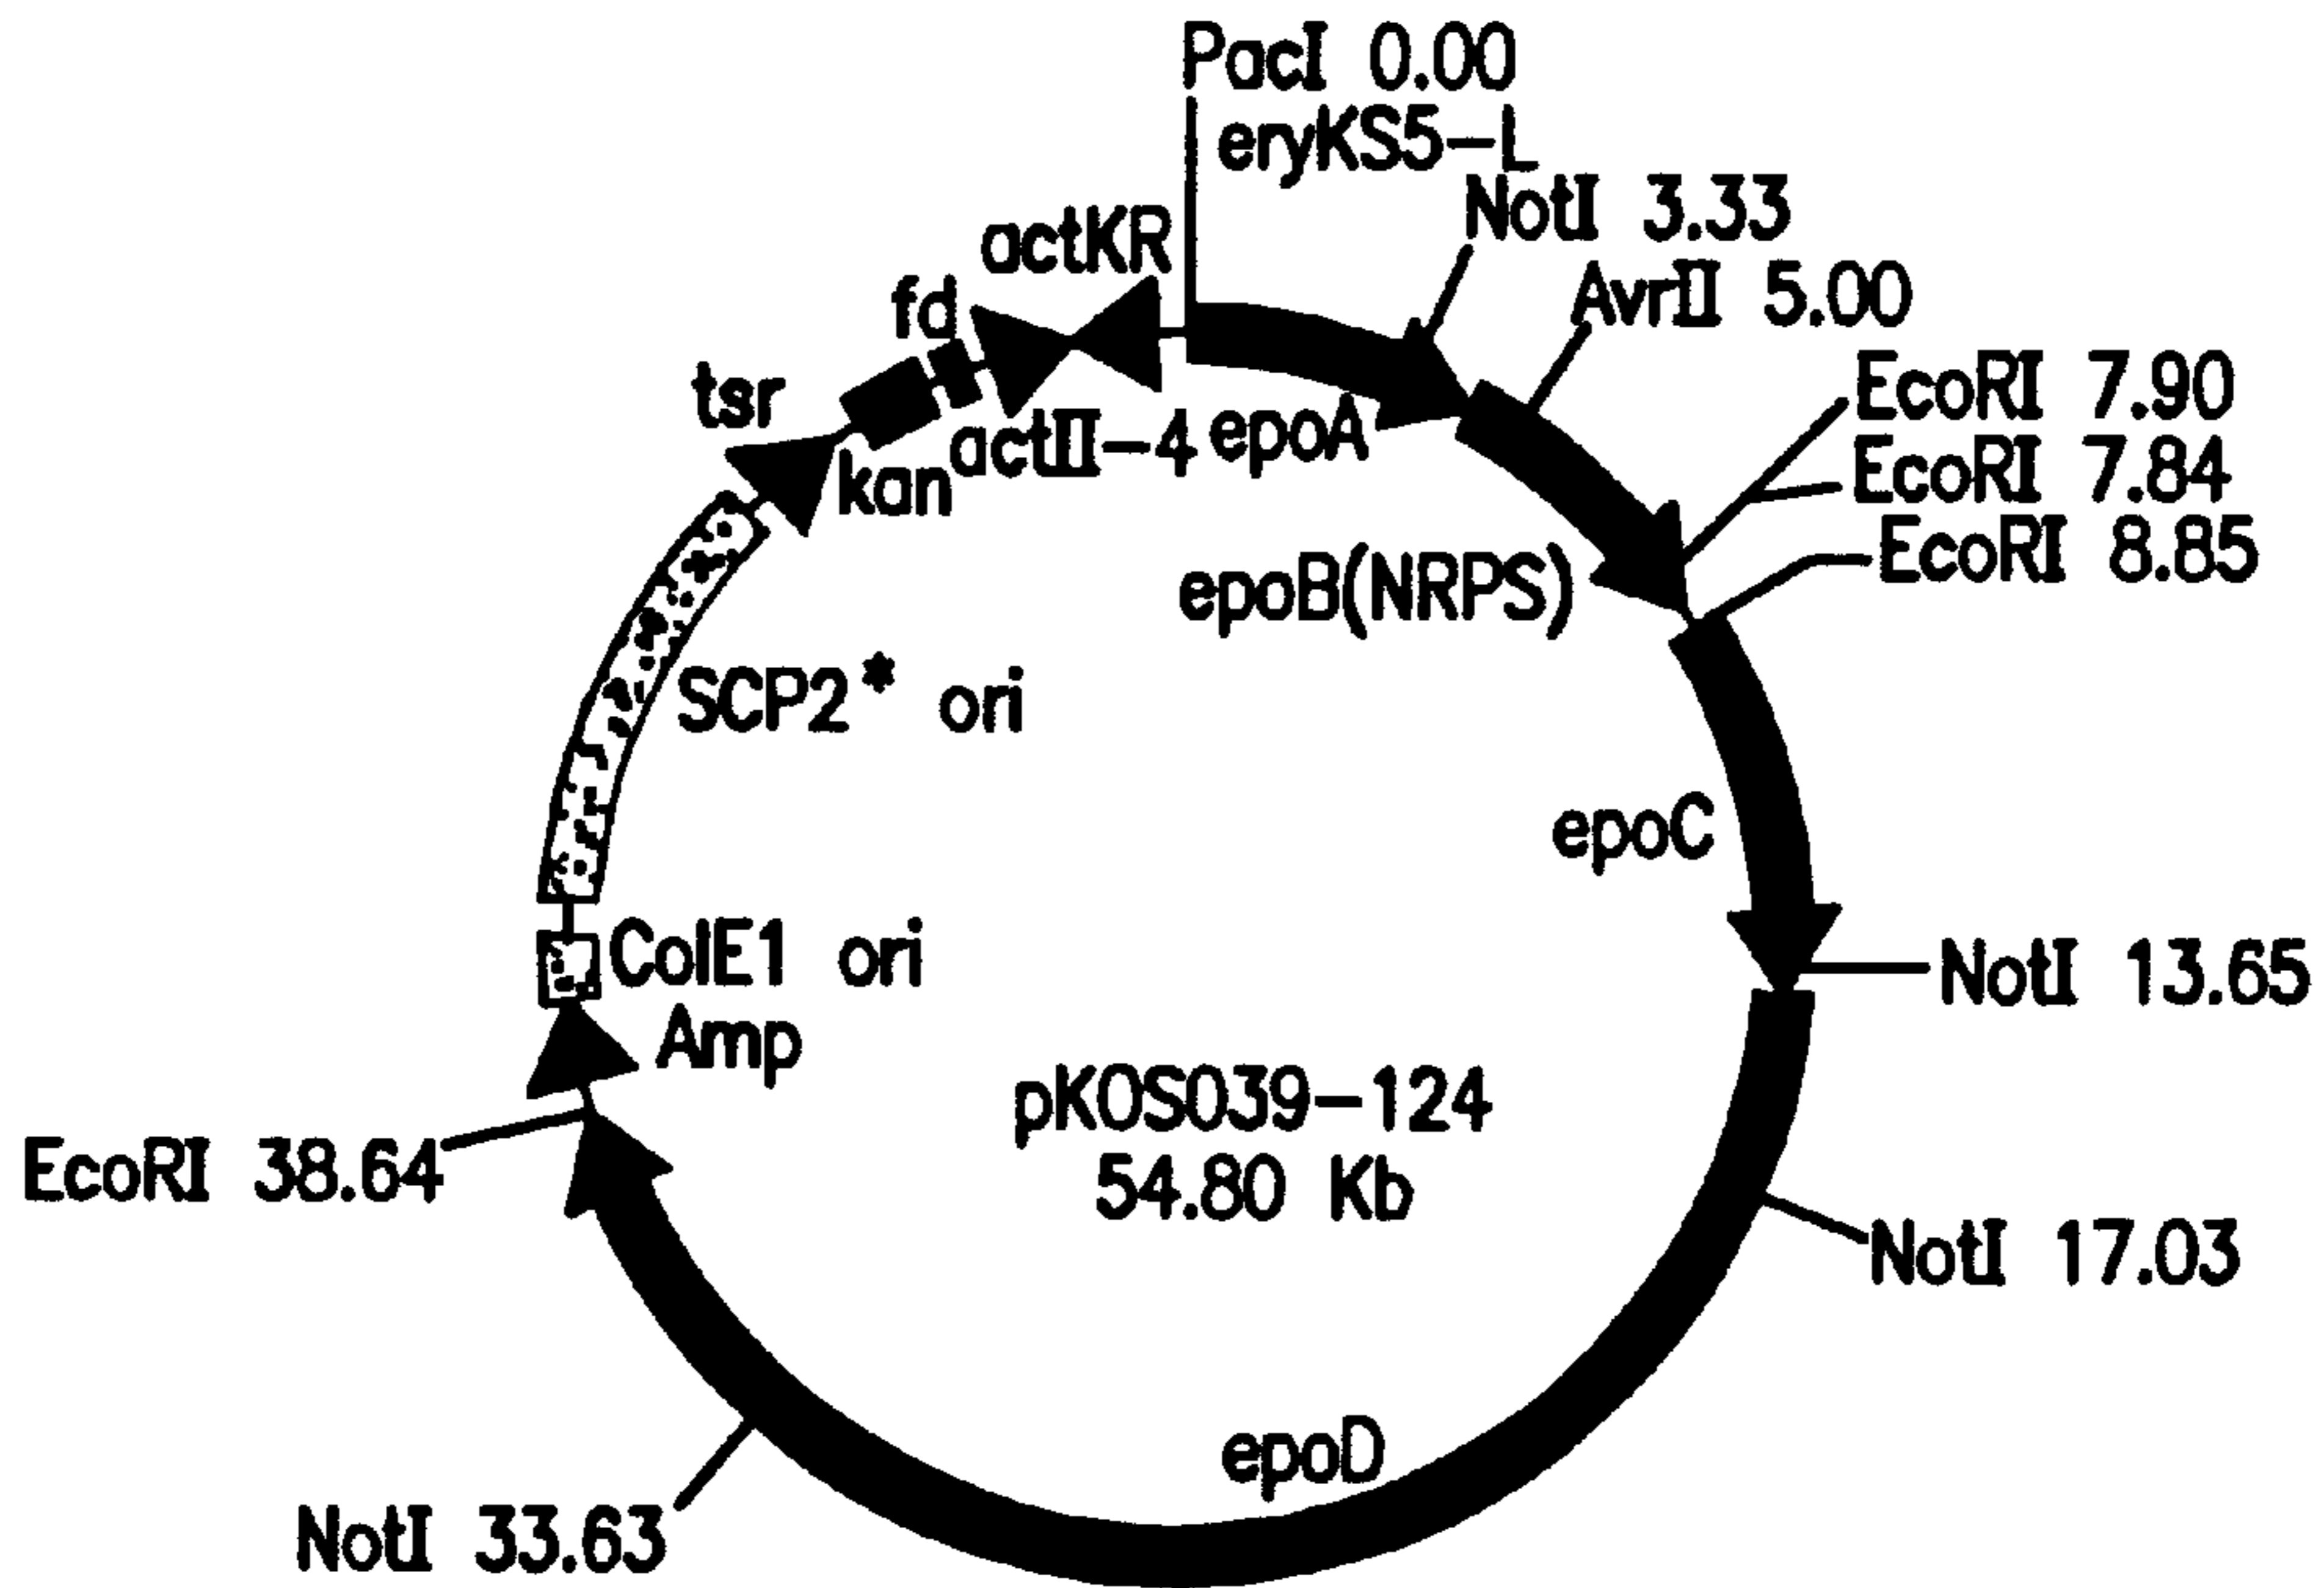 PacI 0.00
eryKS5-L
NotI 3.33
actKR
AvrII 5.00
fd
EcoRI 7.90
tsr
actII-4
epoA
EcoRI 7.84
kan
EcoRI 8.85
epoB(NRPS)
SCP2* ori
epoC
ColE1 ori
NotI 13.65
Amp
pKOS039-124
54.80 Kb
EcoRI 38.64
NotI 17.03
epoD
NotI 33.63